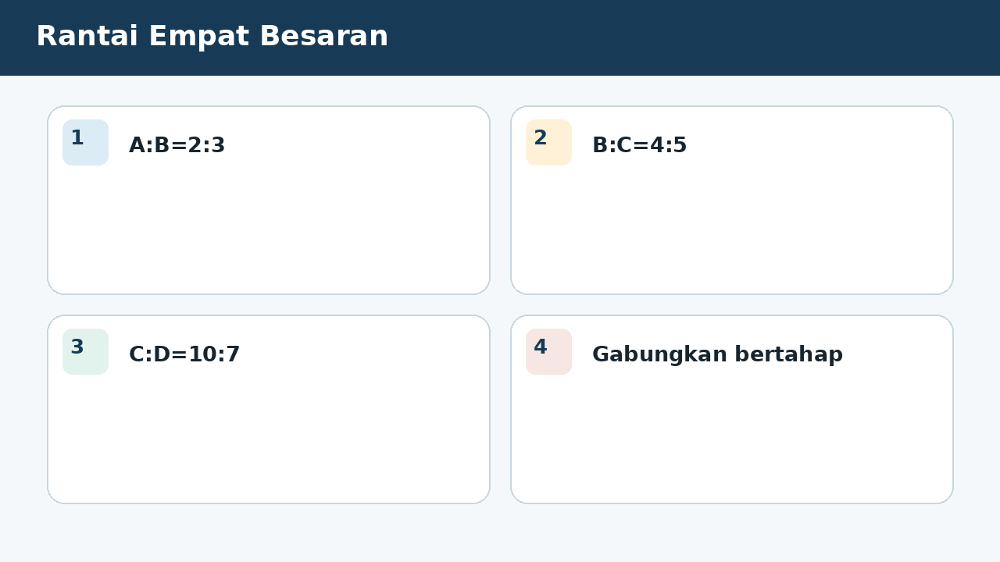 Rantai Empat Besaran
1
A:B=2:3
2
B:C=4:5
3
C:D=10:7
4
Gabungkan bertahap